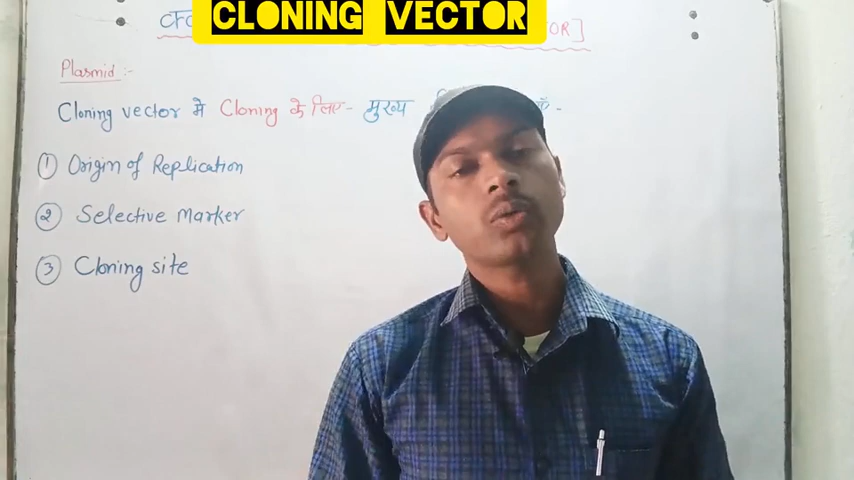 CLONING VECTOR
Plasmid :-
Cloning vector मे Cloning के लिए - मुख्य
① Origin of Replication
② Selective Marker
③ Cloning site